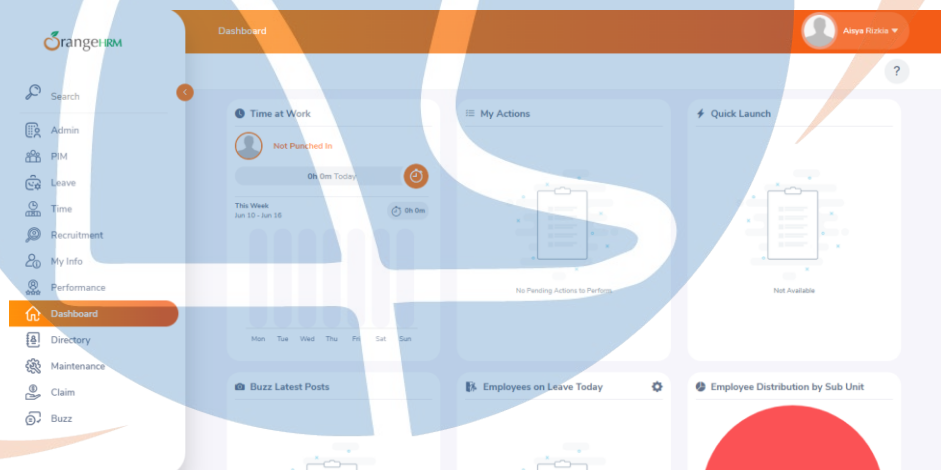 OrangeHRM
Dashboard
Aisya Rizkia
?
Search
Admin
PIM
Leave
Time
Recruitment
My Info
Performance
Dashboard
Directory
Maintenance
Claim
Buzz
Time at Work
Not Punched In
0h 0m Today
This Week
Jun 10 - Jun 16
0h 0m
Mon Tue Wed Thu Fri Sat Sun
My Actions
No Pending Actions to Perform
Quick Launch
Not Available
Buzz Latest Posts
Employees on Leave Today
Employee Distribution by Sub Unit